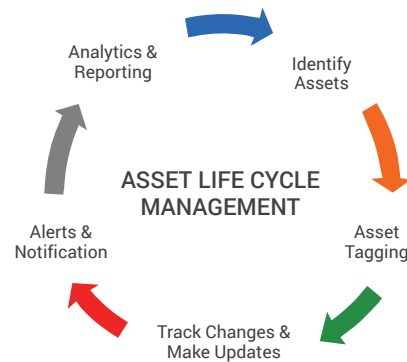 Analytics &
Reporting
Identify
Assets
ASSET LIFE CYCLE
MANAGEMENT
Alerts &
Notification
Asset
Tagging
Track Changes &
Make Updates